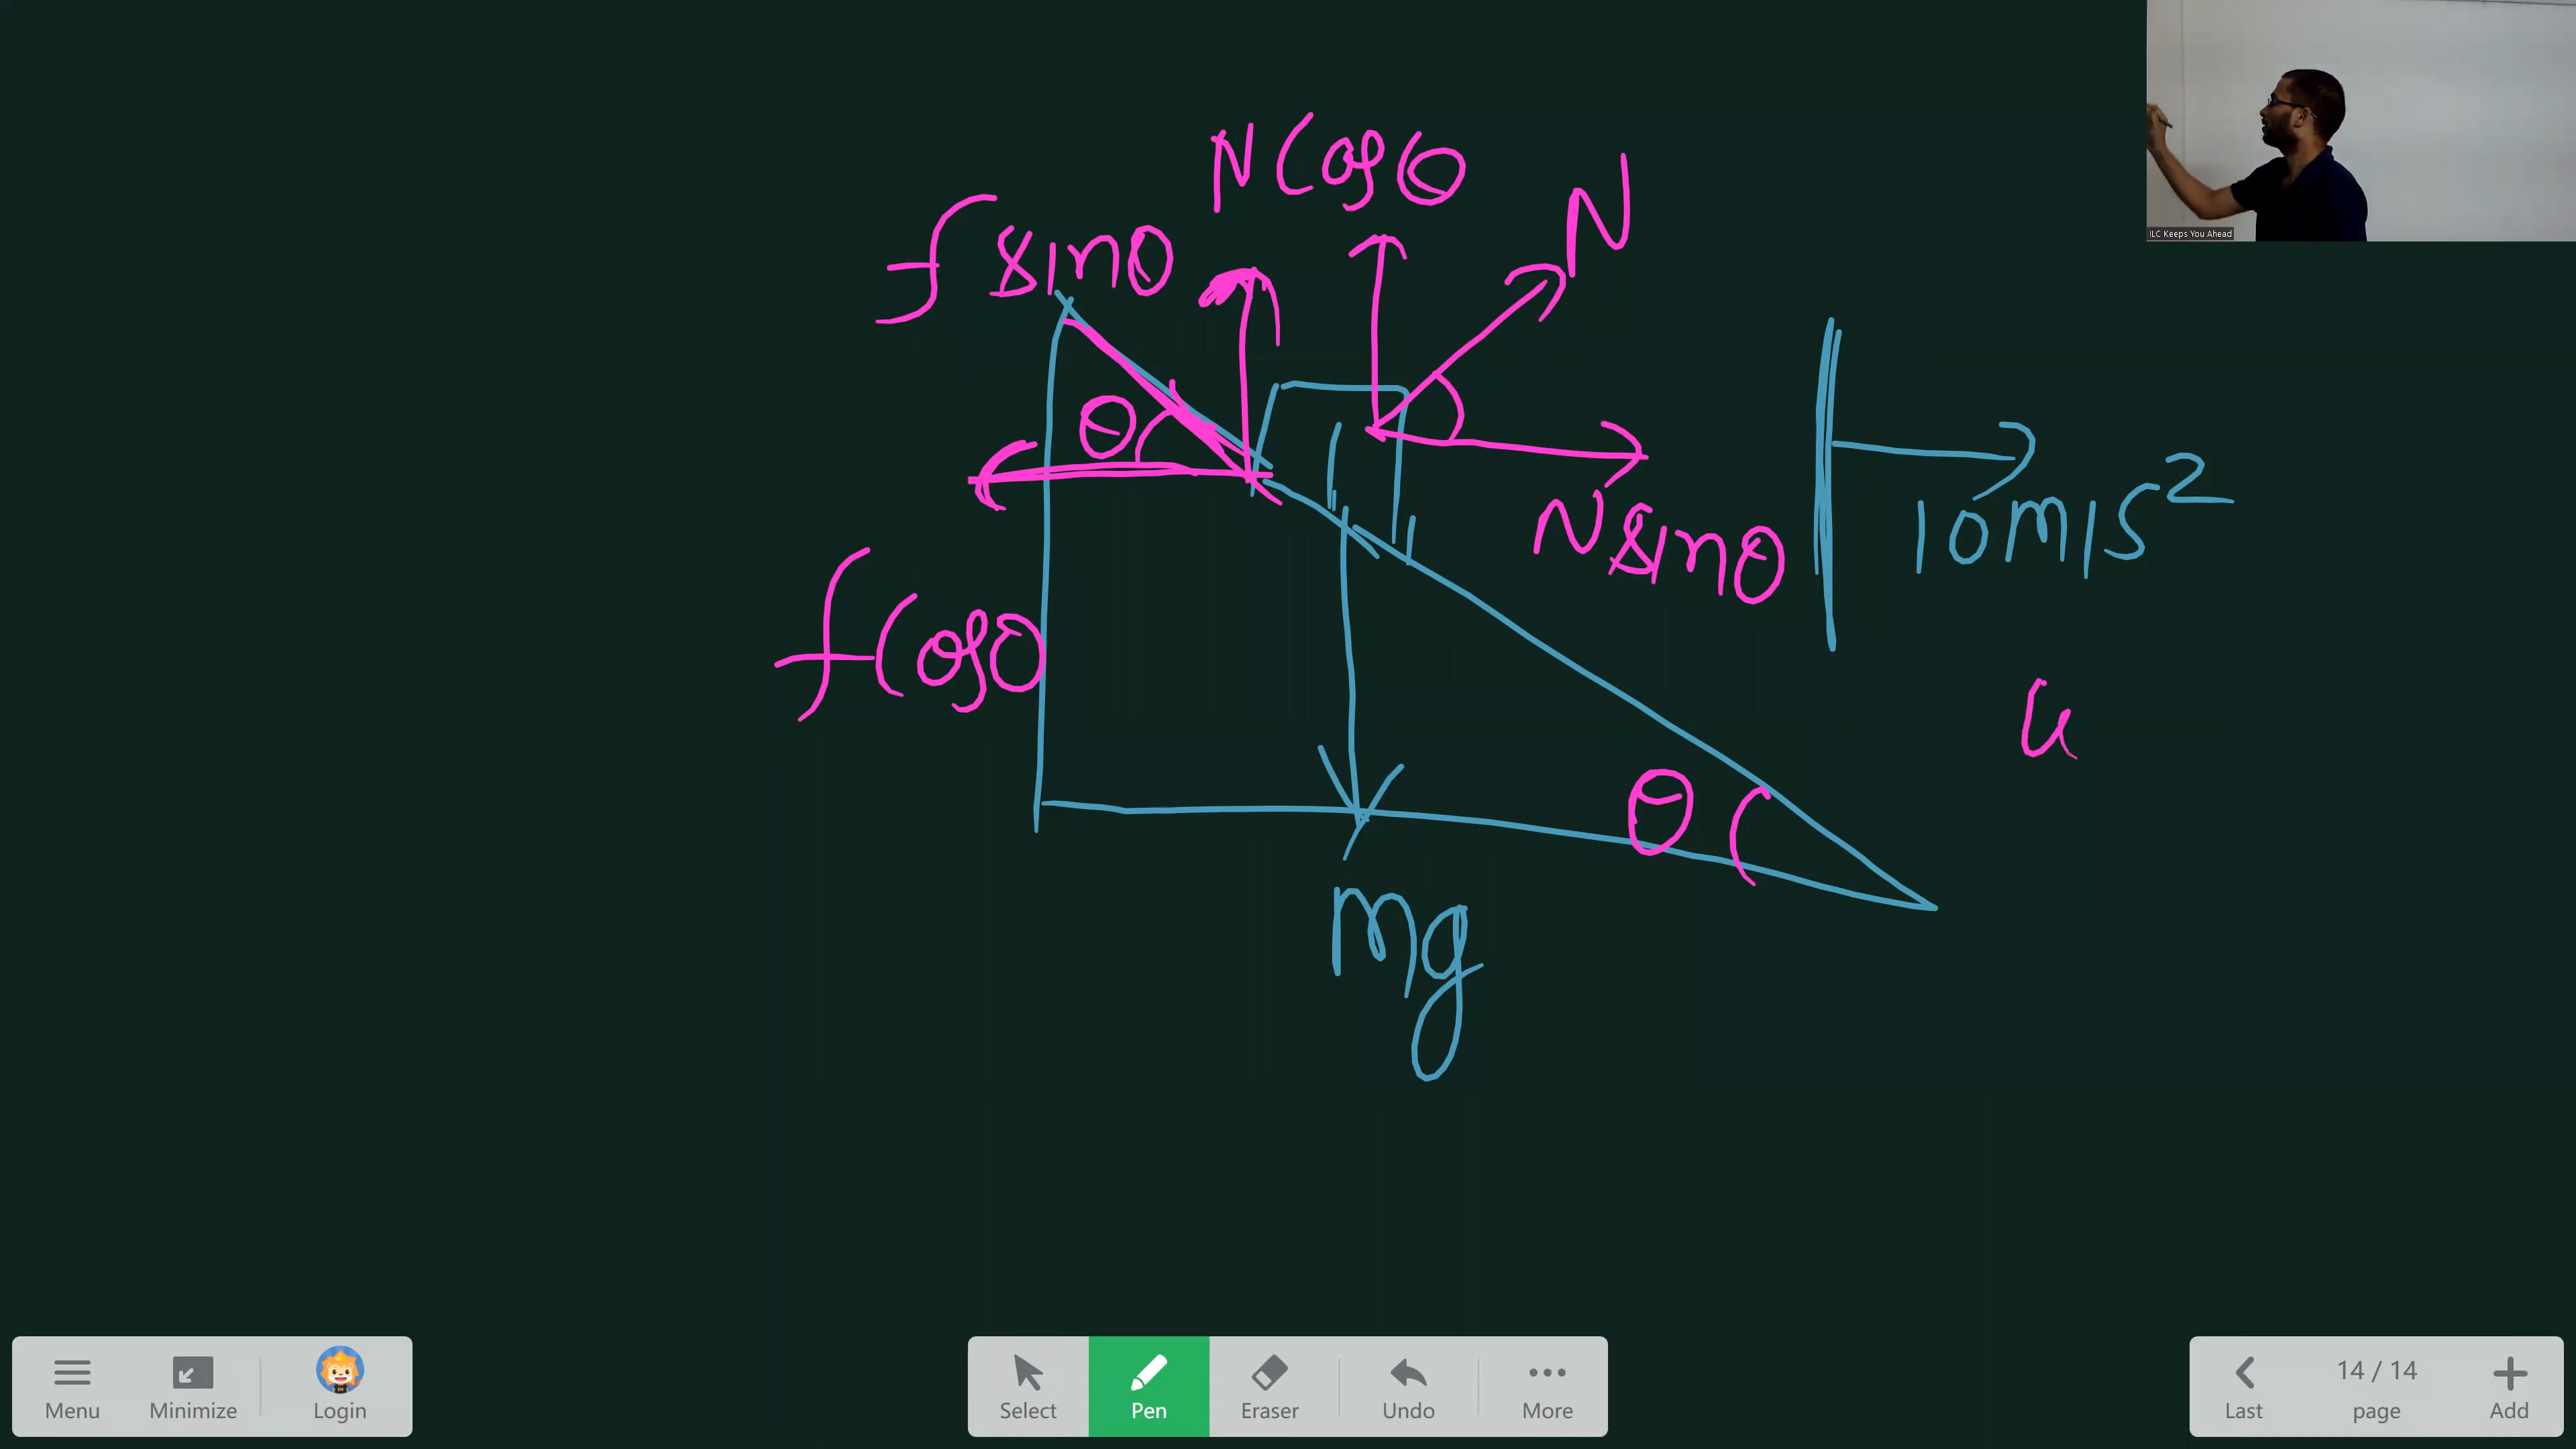 ILC Keeps You Ahead
N Cosθ
N
f sinθ
θ
N sinθ
10m/s²
f Cosθ
θ
mg
Menu
Minimize
Login
Select
Pen
Eraser
Undo
More
Last
14 / 14
page
Add